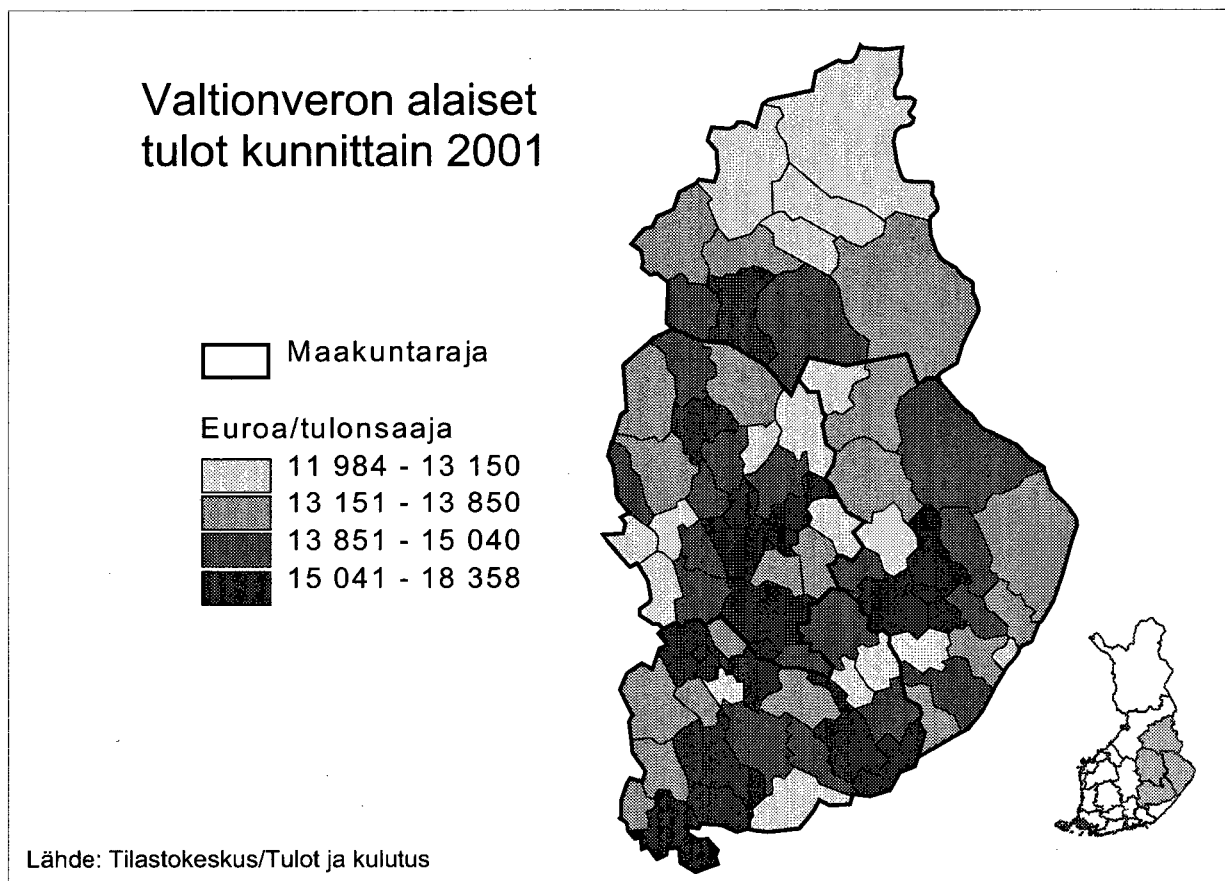 Valtionveron alaiset
tulot kunnittain 2001
Maakuntaraja
Euroa/tulonsaaja
11 984 - 13 150
13 151 - 13 850
13 851 - 15 040
15 041 - 18 358
Lähde: Tilastokeskus/Tulot ja kulutus